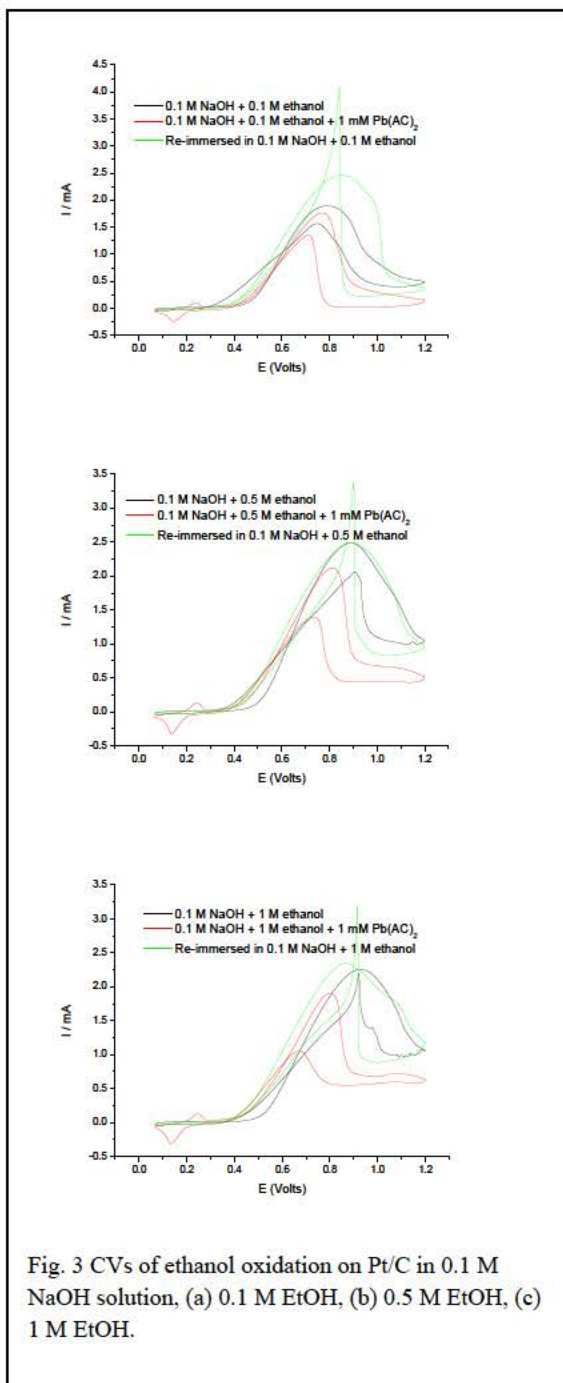 4.5
4.0
3.5
3.0
2.5
2.0
1.5
1.0
0.5
0.0
-0.5
I / mA
0.1 M NaOH + 0.1 M ethanol
0.1 M NaOH + 0.1 M ethanol + 1 mM Pb(AC)2
Re-immersed in 0.1 M NaOH + 0.1 M ethanol
0.0 0.2 0.4 0.6 0.8 1.0 1.2
E (Volts)
3.5
3.0
2.5
2.0
1.5
1.0
0.5
0.0
-0.5
I / mA
0.1 M NaOH + 0.5 M ethanol
0.1 M NaOH + 0.5 M ethanol + 1 mM Pb(AC)2
Re-immersed in 0.1 M NaOH + 0.5 M ethanol
0.0 0.2 0.4 0.6 0.8 1.0 1.2
E (Volts)
3.5
3.0
2.5
2.0
1.5
1.0
0.5
0.0
-0.5
I / mA
0.1 M NaOH + 1 M ethanol
0.1 M NaOH + 1 M ethanol + 1 mM Pb(AC)2
Re-immersed in 0.1 M NaOH + 1 M ethanol
0.0 0.2 0.4 0.6 0.8 1.0 1.2
E (Volts)
Fig. 3 CVs of ethanol oxidation on Pt/C in 0.1 M
NaOH solution, (a) 0.1 M EtOH, (b) 0.5 M EtOH, (c)
1 M EtOH.